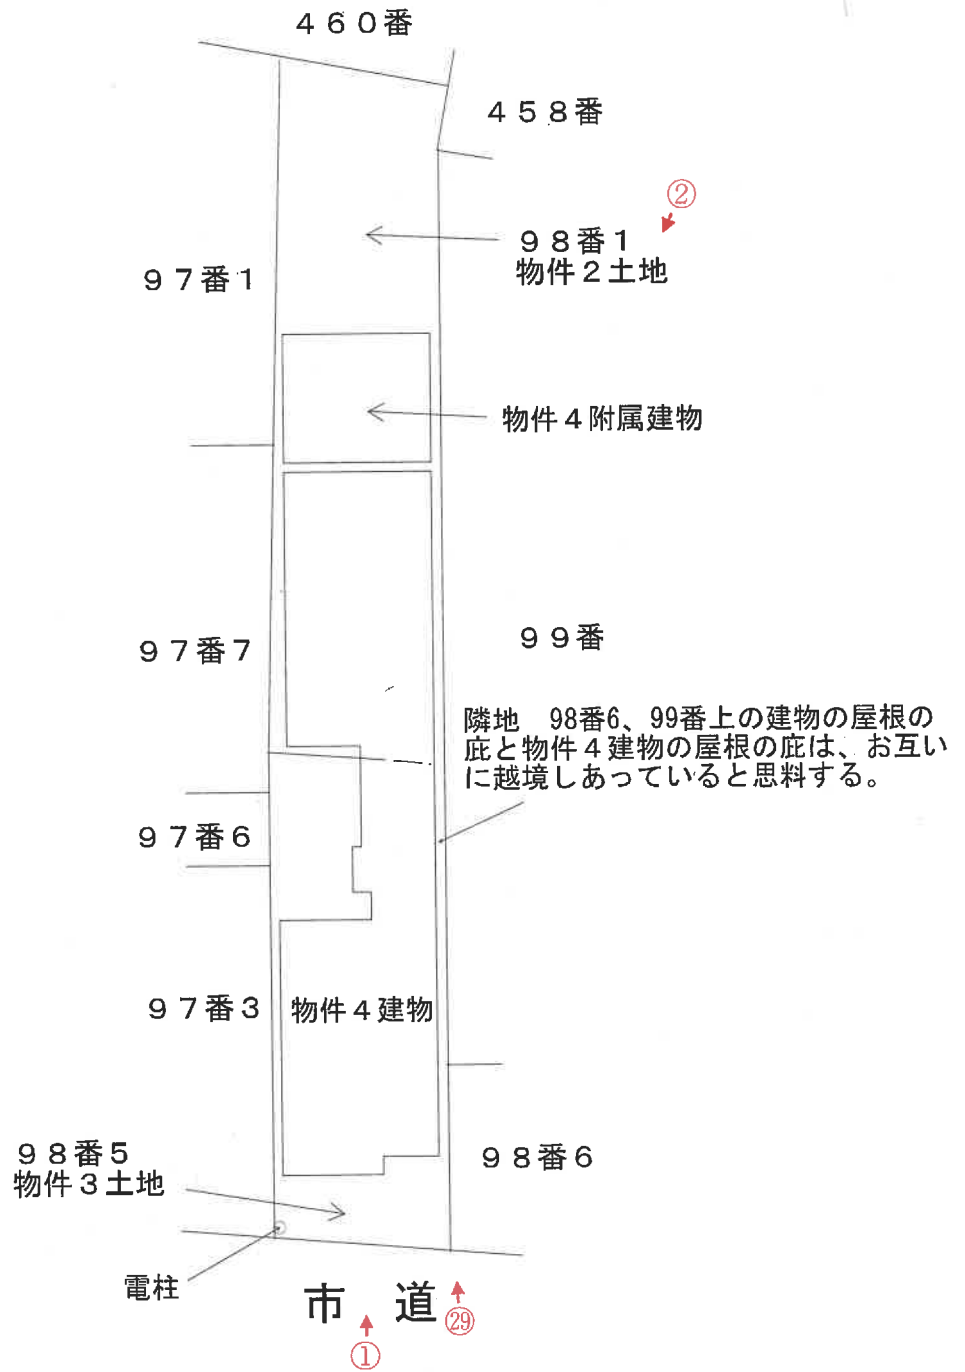 ４６０番
４５８番
②
９８番１
物件２土地
９７番１
物件４附属建物
９９番
９７番７
隣地　98番6、99番上の建物の屋根の
庇と物件４建物の屋根の庇は、お互い
に越境しあっていると思料する。
９７番６
９７番３
物件４建物
９８番５
物件３土地
９８番６
電柱
市　道
㉙
①